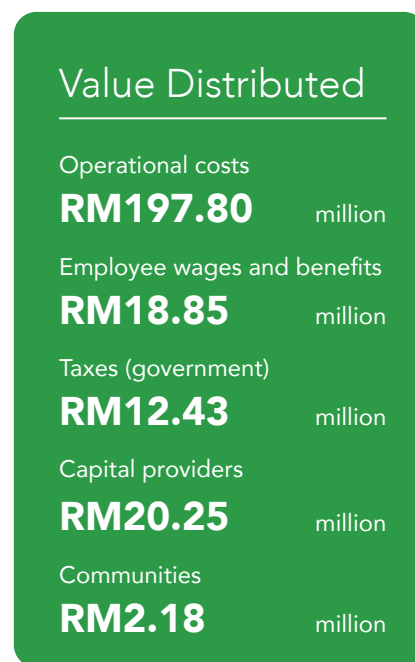 Value Distributed
Operational costs
RM197.80 million
Employee wages and benefits
RM18.85 million
Taxes (government)
RM12.43 million
Capital providers
RM20.25 million
Communities
RM2.18 million